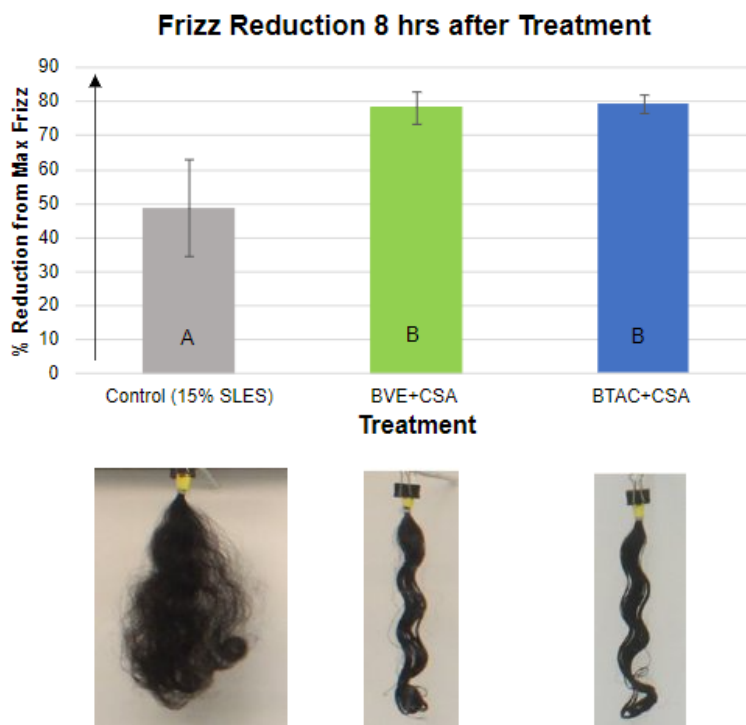 Frizz Reduction 8 hrs after Treatment
% Reduction from Max Frizz
90
80
70
60
50
40
30
20
10
0
A
B
B
Control (15% SLES)
BVE+CSA
BTAC+CSA
Treatment